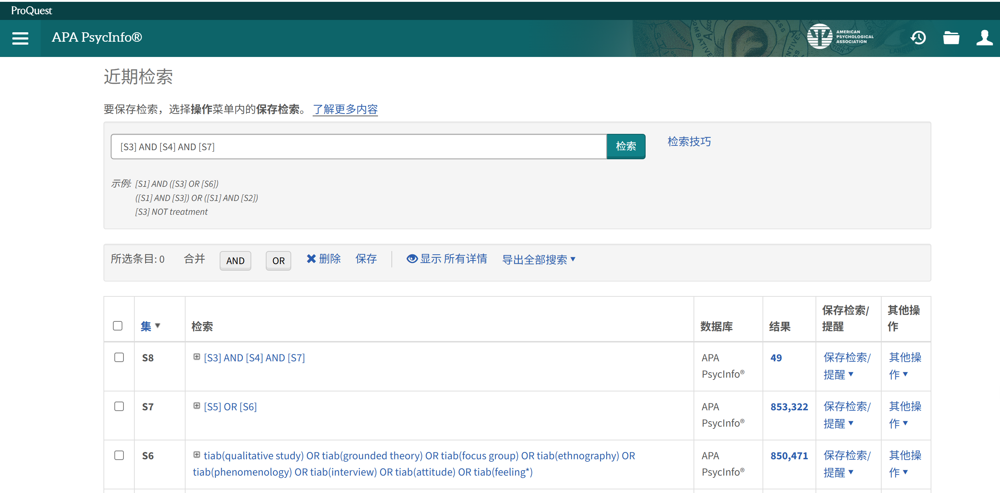 ProQuest
APA PsycInfo®
AMERICAN
PSYCHOLOGICAL
ASSOCIATION
近期检索
要保存检索，选择操作菜单内的保存检索。 了解更多内容
[S3] AND [S4] AND [S7]
检索
检索技巧
示例: [S1] AND ([S3] OR [S6])
([S1] AND [S3]) OR ([S1] AND [S2])
[S3] NOT treatment
所选条目: 0 合并 AND OR 删除 保存 显示 所有详情 导出全部搜索
集 检索 数据库 结果 保存检索/提醒 其他操作
S8 [S3] AND [S4] AND [S7] APA PsycInfo® 49 保存检索/提醒 其他操作
S7 [S5] OR [S6] APA PsycInfo® 853,322 保存检索/提醒 其他操作
S6 tiab(qualitative study) OR tiab(grounded theory) OR tiab(focus group) OR tiab(ethnography) OR
tiab(phenomenology) OR tiab(interview) OR tiab(attitude) OR tiab(feeling*) APA PsycInfo® 850,471 保存检索/提醒 其他操作